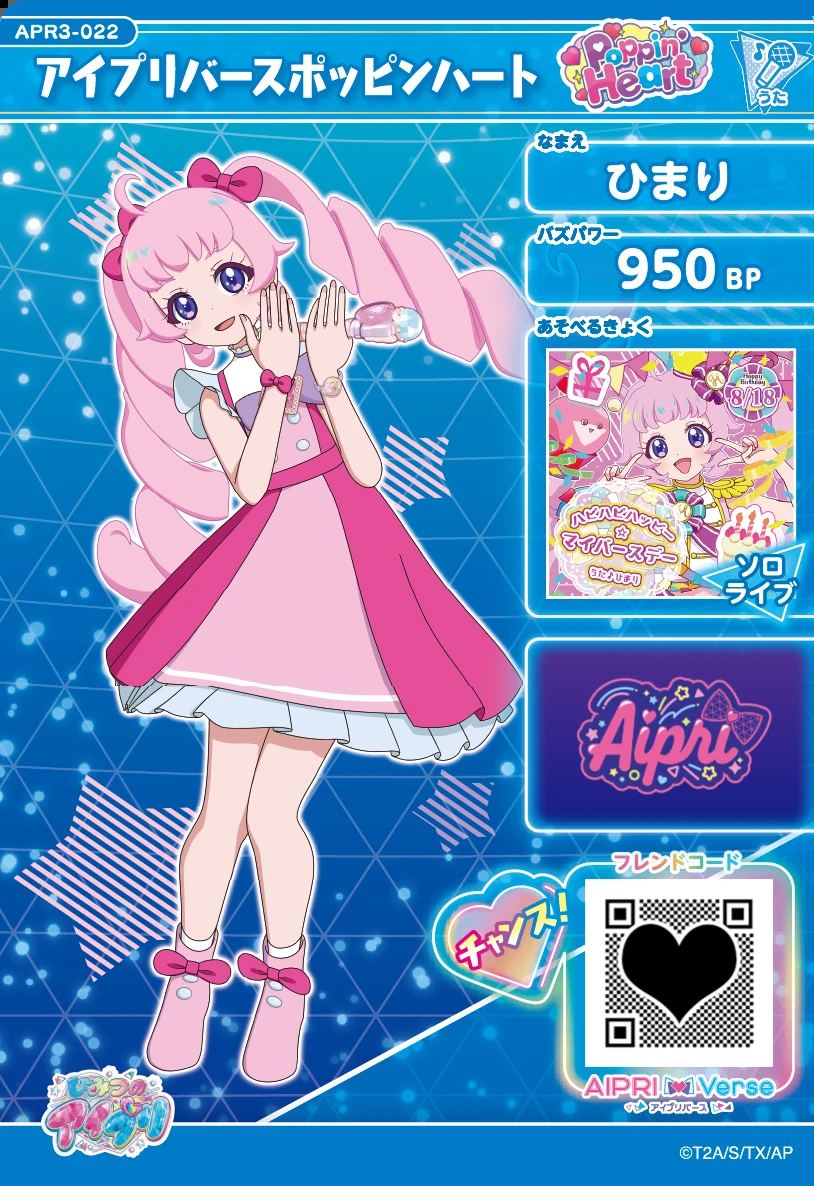 APR3-022
アイプリバースポッピンハート
Poppin'
Heart
うた
なまえ
ひまり
バズパワー
950 BP
あそべるきょく
Happy
Birthday
8/18
ハピハピハッピー
☆
マイバースデー
うた♪ひまり
ソロ
ライブ
Aipri
フレンドコード
チャンス!
AIPRI Verse
アイプリバース
ひみつの
アイプリ
©T2A/S/TX/AP